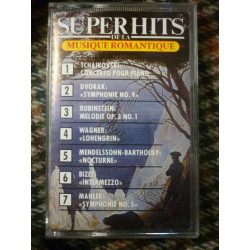 SUPERHITS
DE LA
MUSIQUE ROMANTIQUE
1 TCHAIKOVSKI:
CONCERTO POUR PIANO
2 DVORAK:
«SYMPHONIE NO. 9»
3 RUBINSTEIN:
MELODIE OP. 3 NO. 1
4 WAGNER:
«LOHENGRIN»
5 MENDELSSOHN-BARTHOLDY:
«NOCTURNE»
6 BIZET:
«INTERMEZZO»
7 MAHLER:
«SYMPHONIE NO. 5»